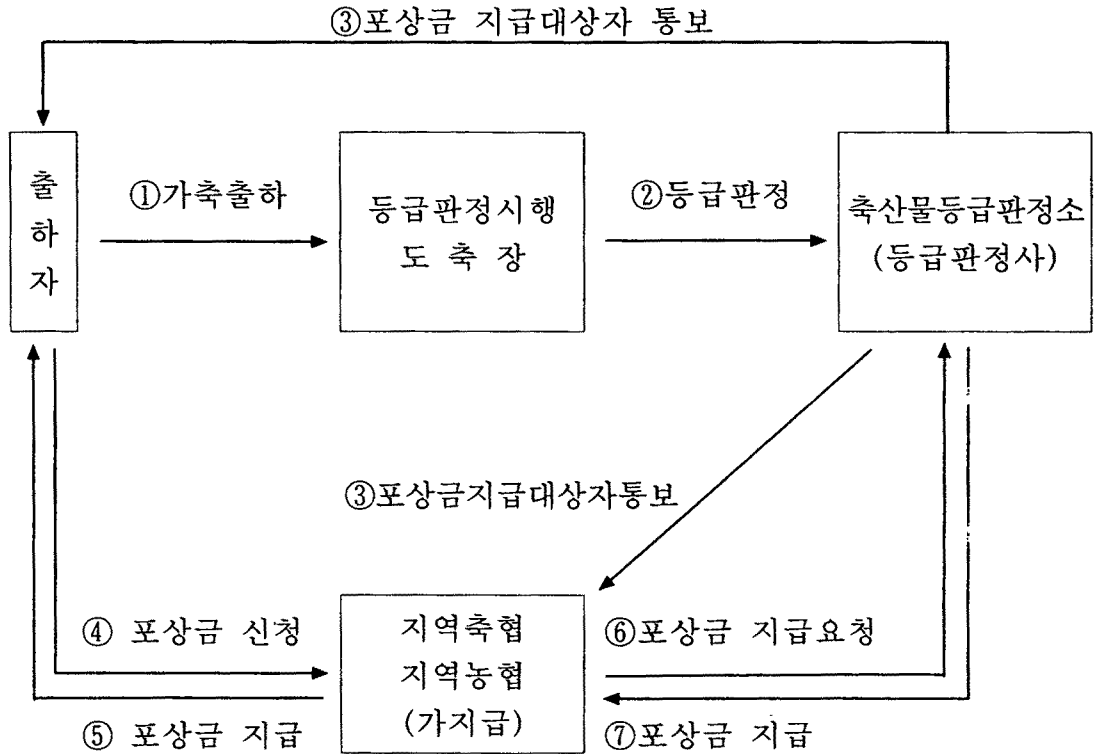 ③포상금 지급대상자 통보
출
하
자
①가축출하
등급판정시행
도 축 장
②등급판정
축산물등급판정소
(등급판정사)
③포상금지급대상자통보
④ 포상금 신청
⑤ 포상금 지급
지역축협
지역농협
(가지급)
⑥포상금 지급요청
⑦포상금 지급